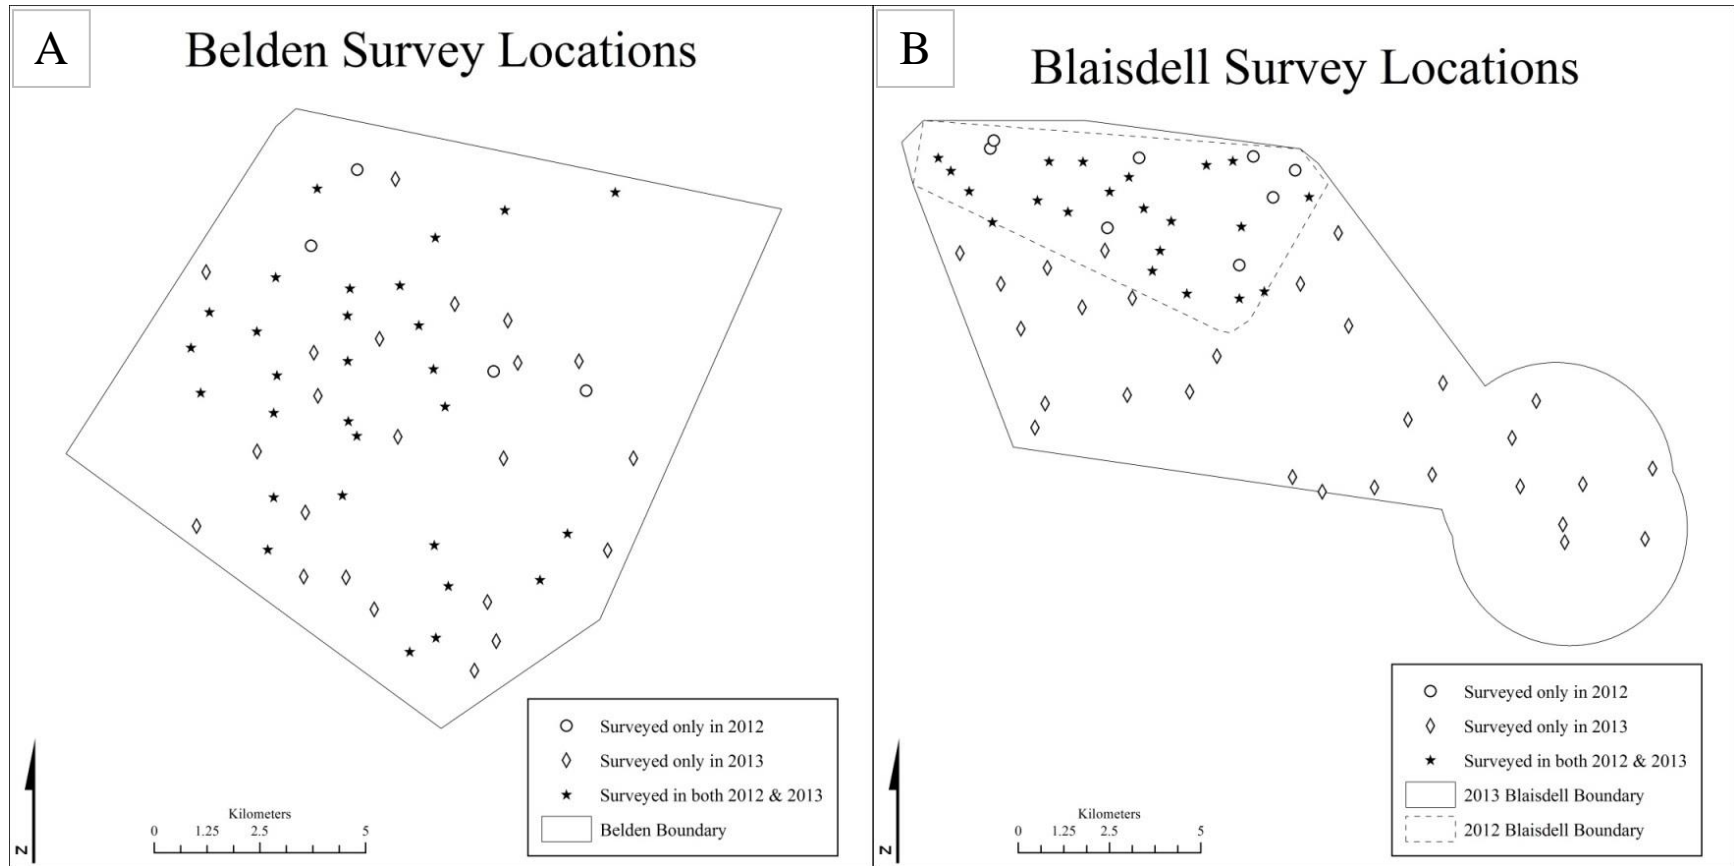 A
Belden Survey Locations
Surveyed only in 2012
Surveyed only in 2013
Surveyed in both 2012 & 2013
Belden Boundary
Kilometers
0 1.25 2.5 5
N
B
Blaisdell Survey Locations
Surveyed only in 2012
Surveyed only in 2013
Surveyed in both 2012 & 2013
2013 Blaisdell Boundary
2012 Blaisdell Boundary
Kilometers
0 1.25 2.5 5
N